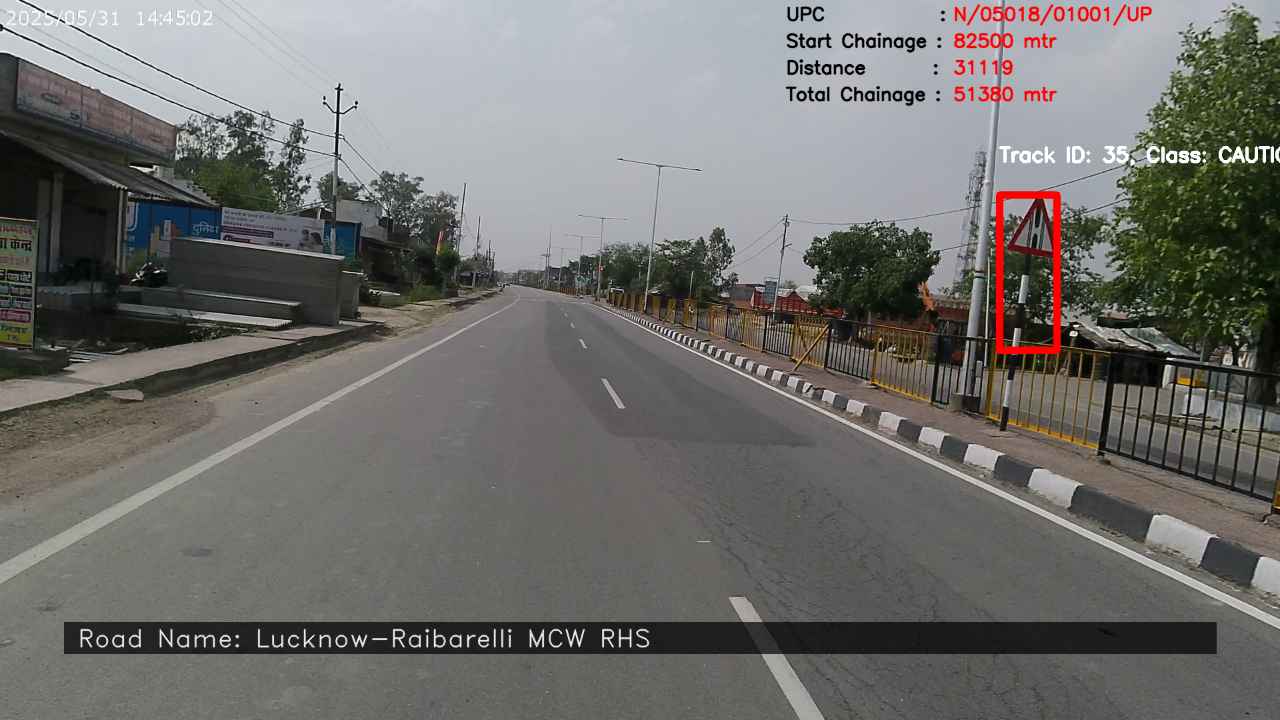 2025/05/31 14:45:02
UPC : N/05018/01001/UP
Start Chainage : 82500 mtr
Distance : 31119
Total Chainage : 51380 mtr
Track ID: 35, Class: CAUTIO
केन्द्र
Road Name: Lucknow-Raibarelli MCW RHS